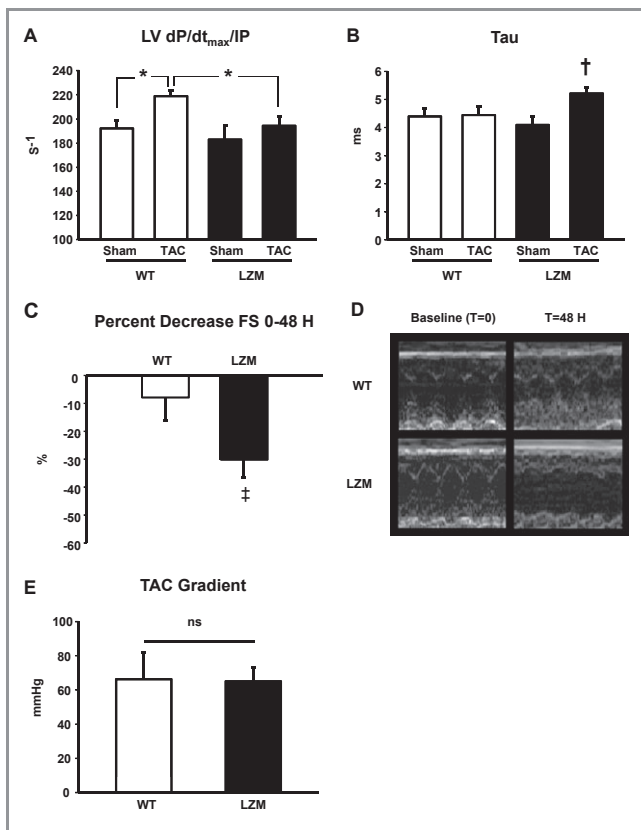 A
LV dP/dtmax/IP
240
220
200
180
160
140
120
100
S-1
*
*
Sham TAC Sham TAC
WT LZM
B
Tau
6
5
4
3
2
1
0
ms
†
Sham TAC Sham TAC
WT LZM
C
Percent Decrease FS 0-48 H
WT LZM
0
-10
-20
-30
-40
-50
-60
%
‡
D
Baseline (T=0) T=48 H
WT
LZM
E
TAC Gradient
100
80
60
40
20
0
mmHg
ns
WT LZM